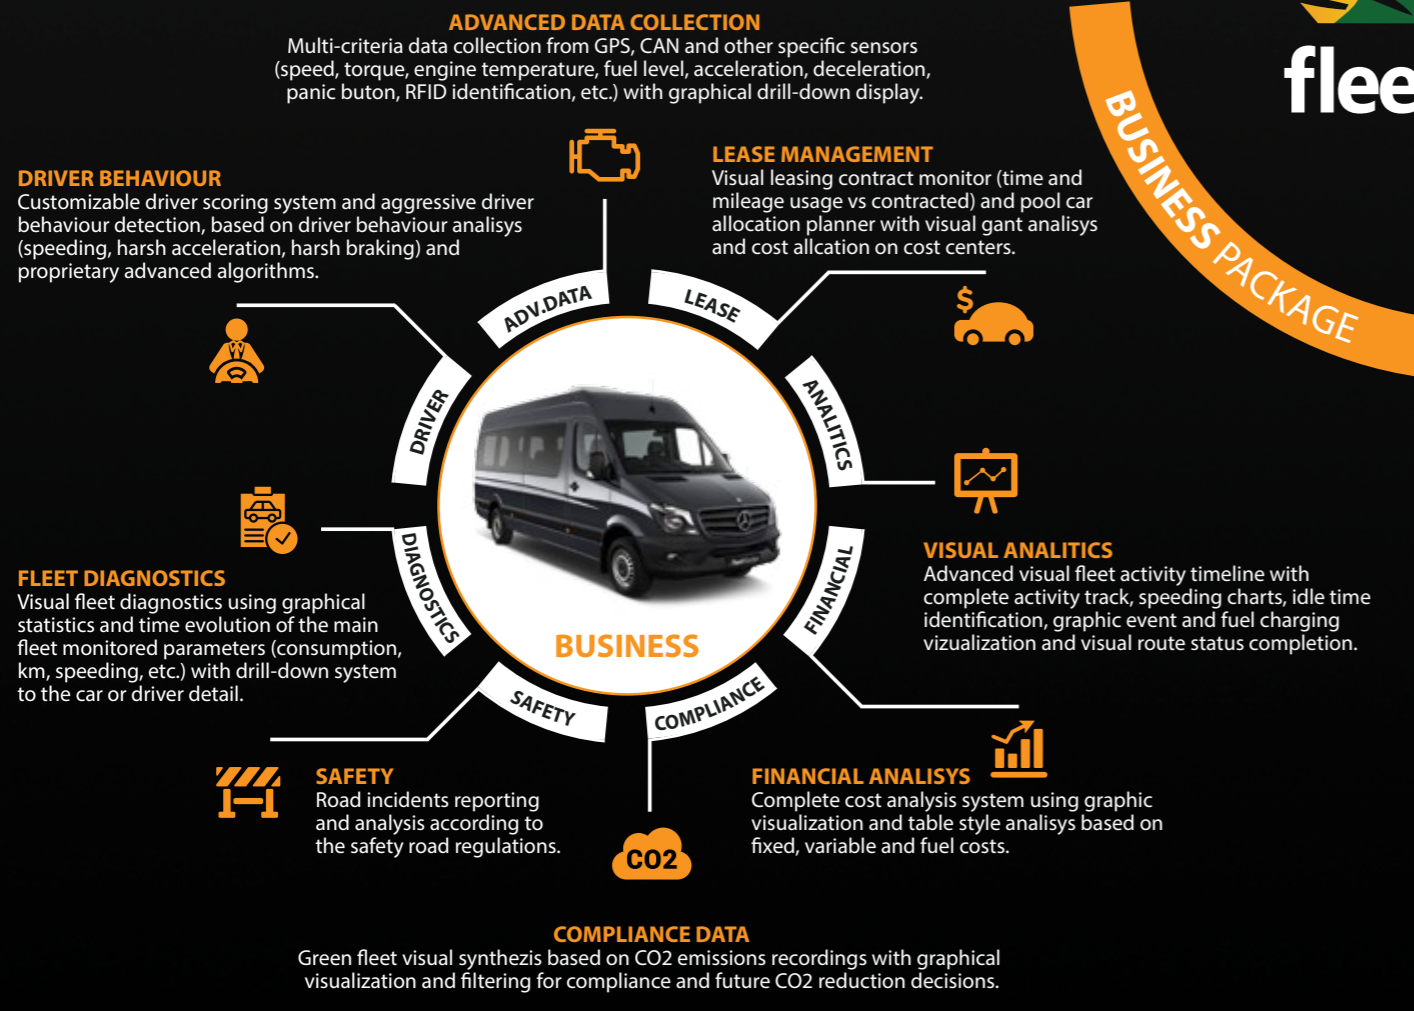 ADVANCED DATA COLLECTION
Multi-criteria data collection from GPS, CAN and other specific sensors
(speed, torque, engine temperature, fuel level, acceleration, deceleration,
panic buton, RFID identification, etc.) with graphical drill-down display.
flee
BUSINESS PACKAGE
LEASE MANAGEMENT
Visual leasing contract monitor (time and
mileage usage vs contracted) and pool car
allocation planner with visual gant analisys
and cost allcation on cost centers.
DRIVER BEHAVIOUR
Customizable driver scoring system and aggressive driver
behaviour detection, based on driver behaviour analisys
(speeding, harsh acceleration, harsh braking) and
proprietary advanced algorithms.
ADV.DATA
LEASE
$
DRIVER
ANALITICS
DIAGNOSTICS
FINANCIAL
BUSINESS
SAFETY
COMPLIANCE
VISUAL ANALITICS
Advanced visual fleet activity timeline with
complete activity track, speeding charts, idle time
identification, graphic event and fuel charging
vizualization and visual route status completion.
FLEET DIAGNOSTICS
Visual fleet diagnostics using graphical
statistics and time evolution of the main
fleet monitored parameters (consumption,
km, speeding, etc.) with drill-down system
to the car or driver detail.
SAFETY
Road incidents reporting
and analysis according to
the safety road regulations.
CO2
FINANCIAL ANALISYS
Complete cost analysis system using graphic
visualization and table style analisys based on
fixed, variable and fuel costs.
COMPLIANCE DATA
Green fleet visual synthezis based on CO2 emissions recordings with graphical
visualization and filtering for compliance and future CO2 reduction decisions.